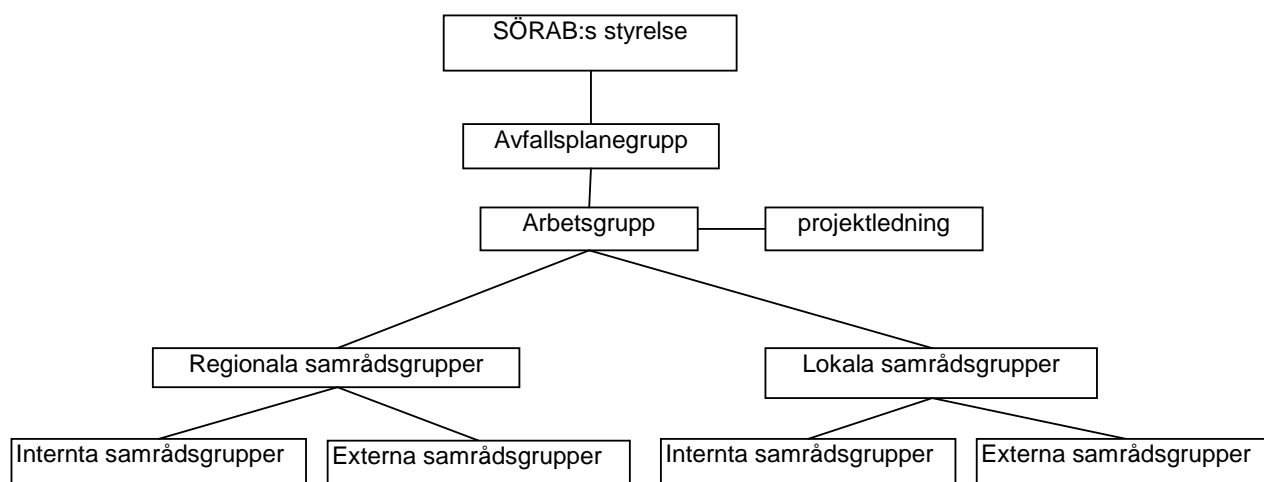 SÖRAB:s styrelse
Avfallsplanegrupp
Arbetsgrupp
projektledning
Regionala samrådsgrupper
Lokala samrådsgrupper
Internta samrådsgrupper
Externa samrådsgrupper
Internta samrådsgrupper
Externa samrådsgrupper